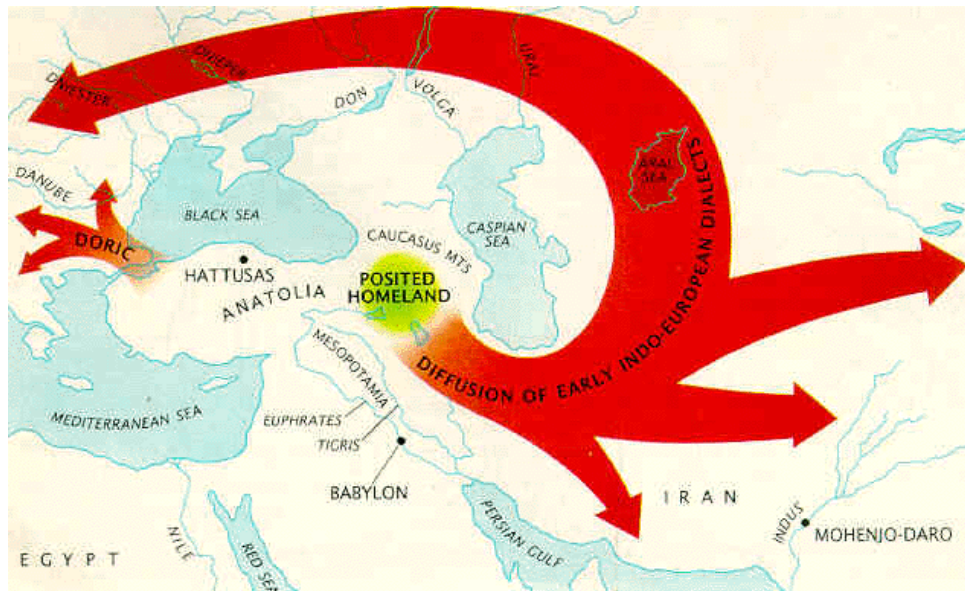 DNIEPER
URAL
DNIESTER
DON
VOLGA
DANUBE
ARAL
SEA
BLACK SEA
CASPIAN
SEA
CAUCASUS MTS
DORIC
HATTUSAS
ANATOLIA
POSITED
HOMELAND
DIFFUSION OF EARLY INDO-EUROPEAN DIALECTS
MESOPOTAMIA
MEDITERRANEAN SEA
EUPHRATES
TIGRIS
BABYLON
IRAN
PERSIAN GULF
INDUS
MOHENJO-DARO
NILE
RED SEA
EGYPT